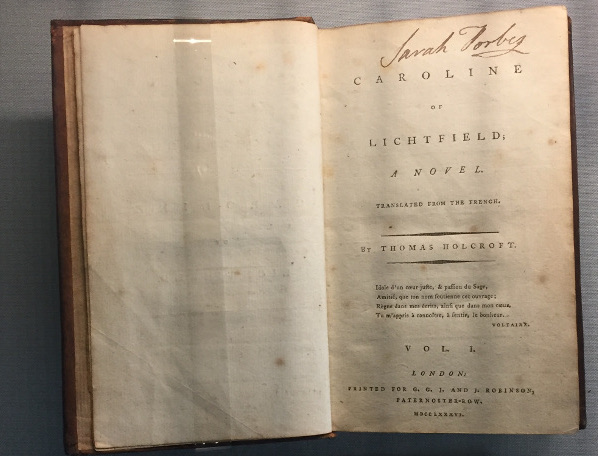 Sarah Forbes
CAROLINE
OF
LICHTFIELD;
A NOVEL.
TRANSLATED FROM THE FRENCH.
BY THOMAS HOLCROFT.
Idole d'un cœur juste, & passion du Sage,
Amitié, que ton nom soutienne cet ouvrage;
Règne dans mes écrits, ainsi que dans mon cœur,
Tu m'appris à connoître, à sentir, le bonheur...
VOLTAIRE.
VOL. I.
LONDON:
PRINTED FOR G. G. J. AND J. ROBINSON,
PATERNOSTER-ROW.
MDCCLXXXVI.